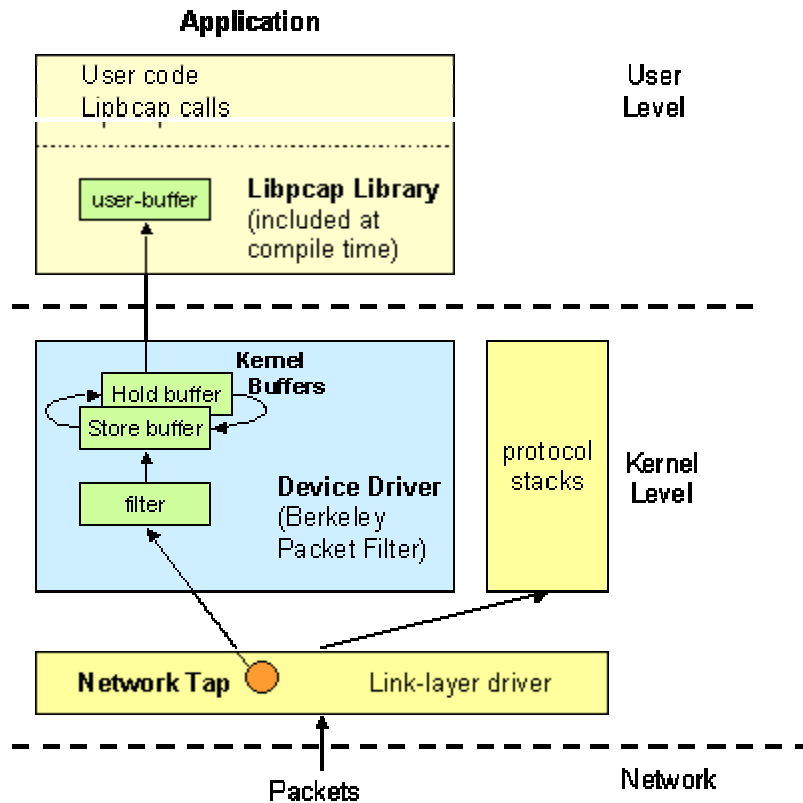 Application
User code
Lipbcap calls
User
Level
user-buffer
Libpcap Library
(included at
compile time)
Kernel
Buffers
Hold buffer
Store buffer
filter
Device Driver
(Berkeley
Packet Filter)
protocol
stacks
Kernel
Level
Network Tap
Link-layer driver
Packets
Network